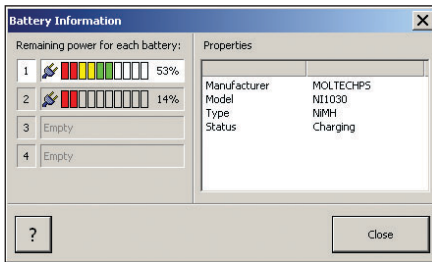 Battery Information
Remaining power for each battery:
1 53%
2 14%
3 Empty
4 Empty
Properties
Manufacturer MOLTECHPS
Model NI1030
Type NiMH
Status Charging
?
Close